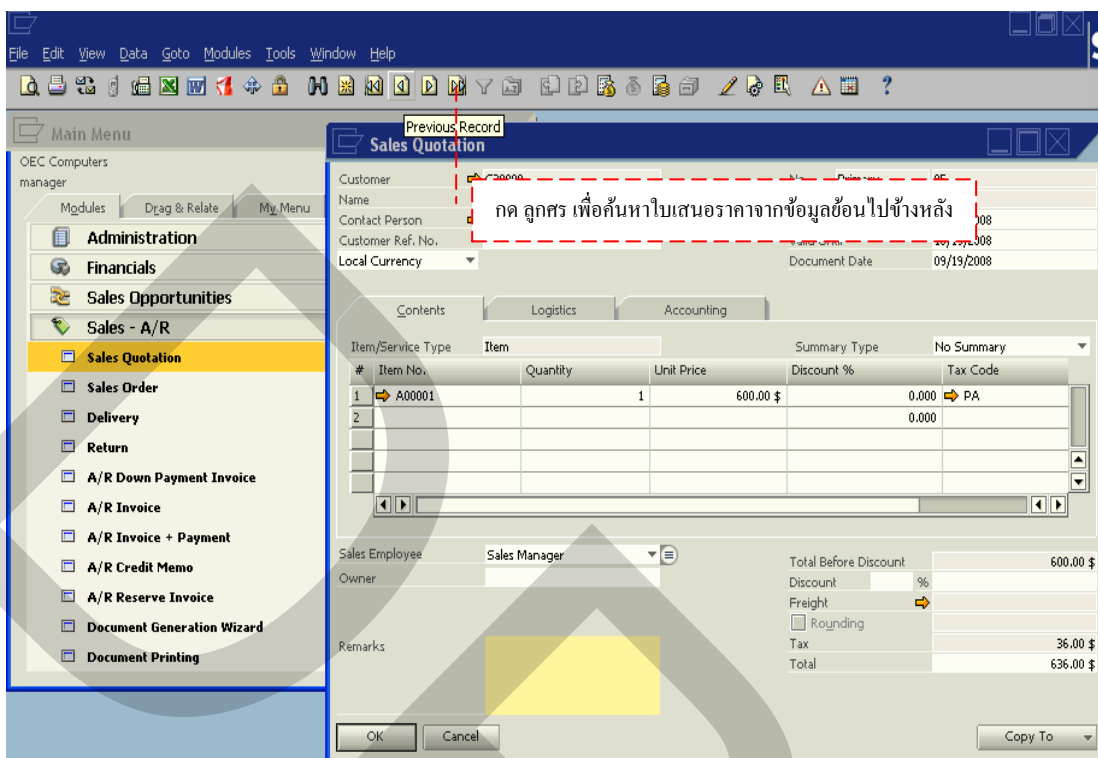 File Edit View Data Goto Modules Tools Window Help
Previous Record
Main Menu
OEC Computers
manager
Modules Drag & Relate My Menu
Administration
Financials
Sales Opportunities
Sales - A/R
Sales Quotation
Sales Order
Delivery
Return
A/R Down Payment Invoice
A/R Invoice
A/R Invoice + Payment
A/R Credit Memo
A/R Reserve Invoice
Document Generation Wizard
Document Printing
Sales Quotation
Customer
Name
Contact Person
Customer Ref. No.
Local Currency
กด ลูกศร เพื่อค้นหาใบเสนอราคาจากข้อมูลย้อนไปข้างหลัง
Document Date 09/19/2008
Contents Logistics Accounting
Item/Service Type Item Summary Type No Summary
# Item No. Quantity Unit Price Discount % Tax Code
1 A00001 1 600.00 $ 0.000 PA
2 0.000
Sales Employee Sales Manager
Owner
Remarks
Total Before Discount 600.00 $
Discount %
Freight
Rounding
Tax 36.00 $
Total 636.00 $
OK Cancel Copy To